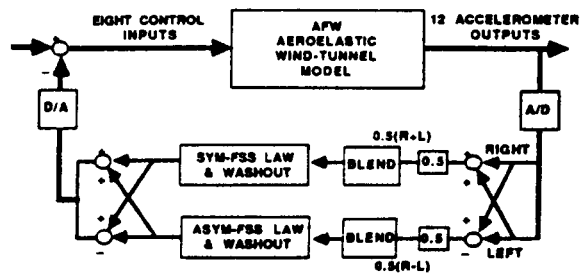 EIGHT CONTROL
INPUTS
AFW
AEROELASTIC
WIND-TUNNEL
MODEL
12 ACCELEROMETER
OUTPUTS
+
−
D/A
A/D
0.5(R+L)
RIGHT
SYM-FSS LAW
& WASHOUT
BLEND
0.5
+
+
+
+
+
−
ASYM-FSS LAW
& WASHOUT
BLEND
0.5
+
−
LEFT
0.5(R-L)